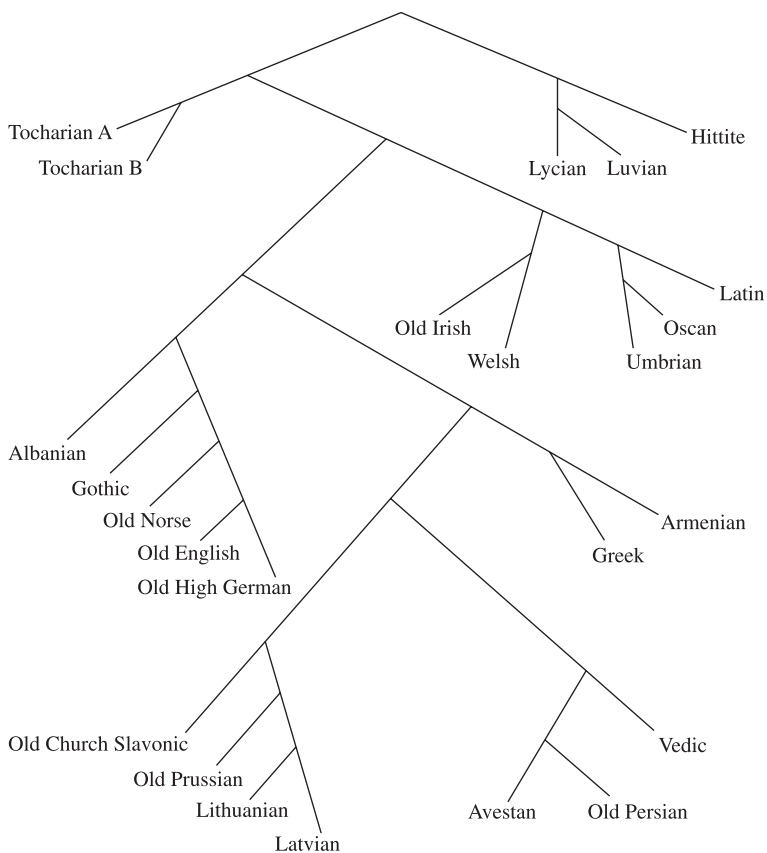 Tocharian A
Hittite
Tocharian B
Lycian
Luvian
Latin
Old Irish
Oscan
Welsh
Umbrian
Albanian
Gothic
Old Norse
Armenian
Old English
Greek
Old High German
Old Church Slavonic
Vedic
Old Prussian
Lithuanian
Avestan
Old Persian
Latvian